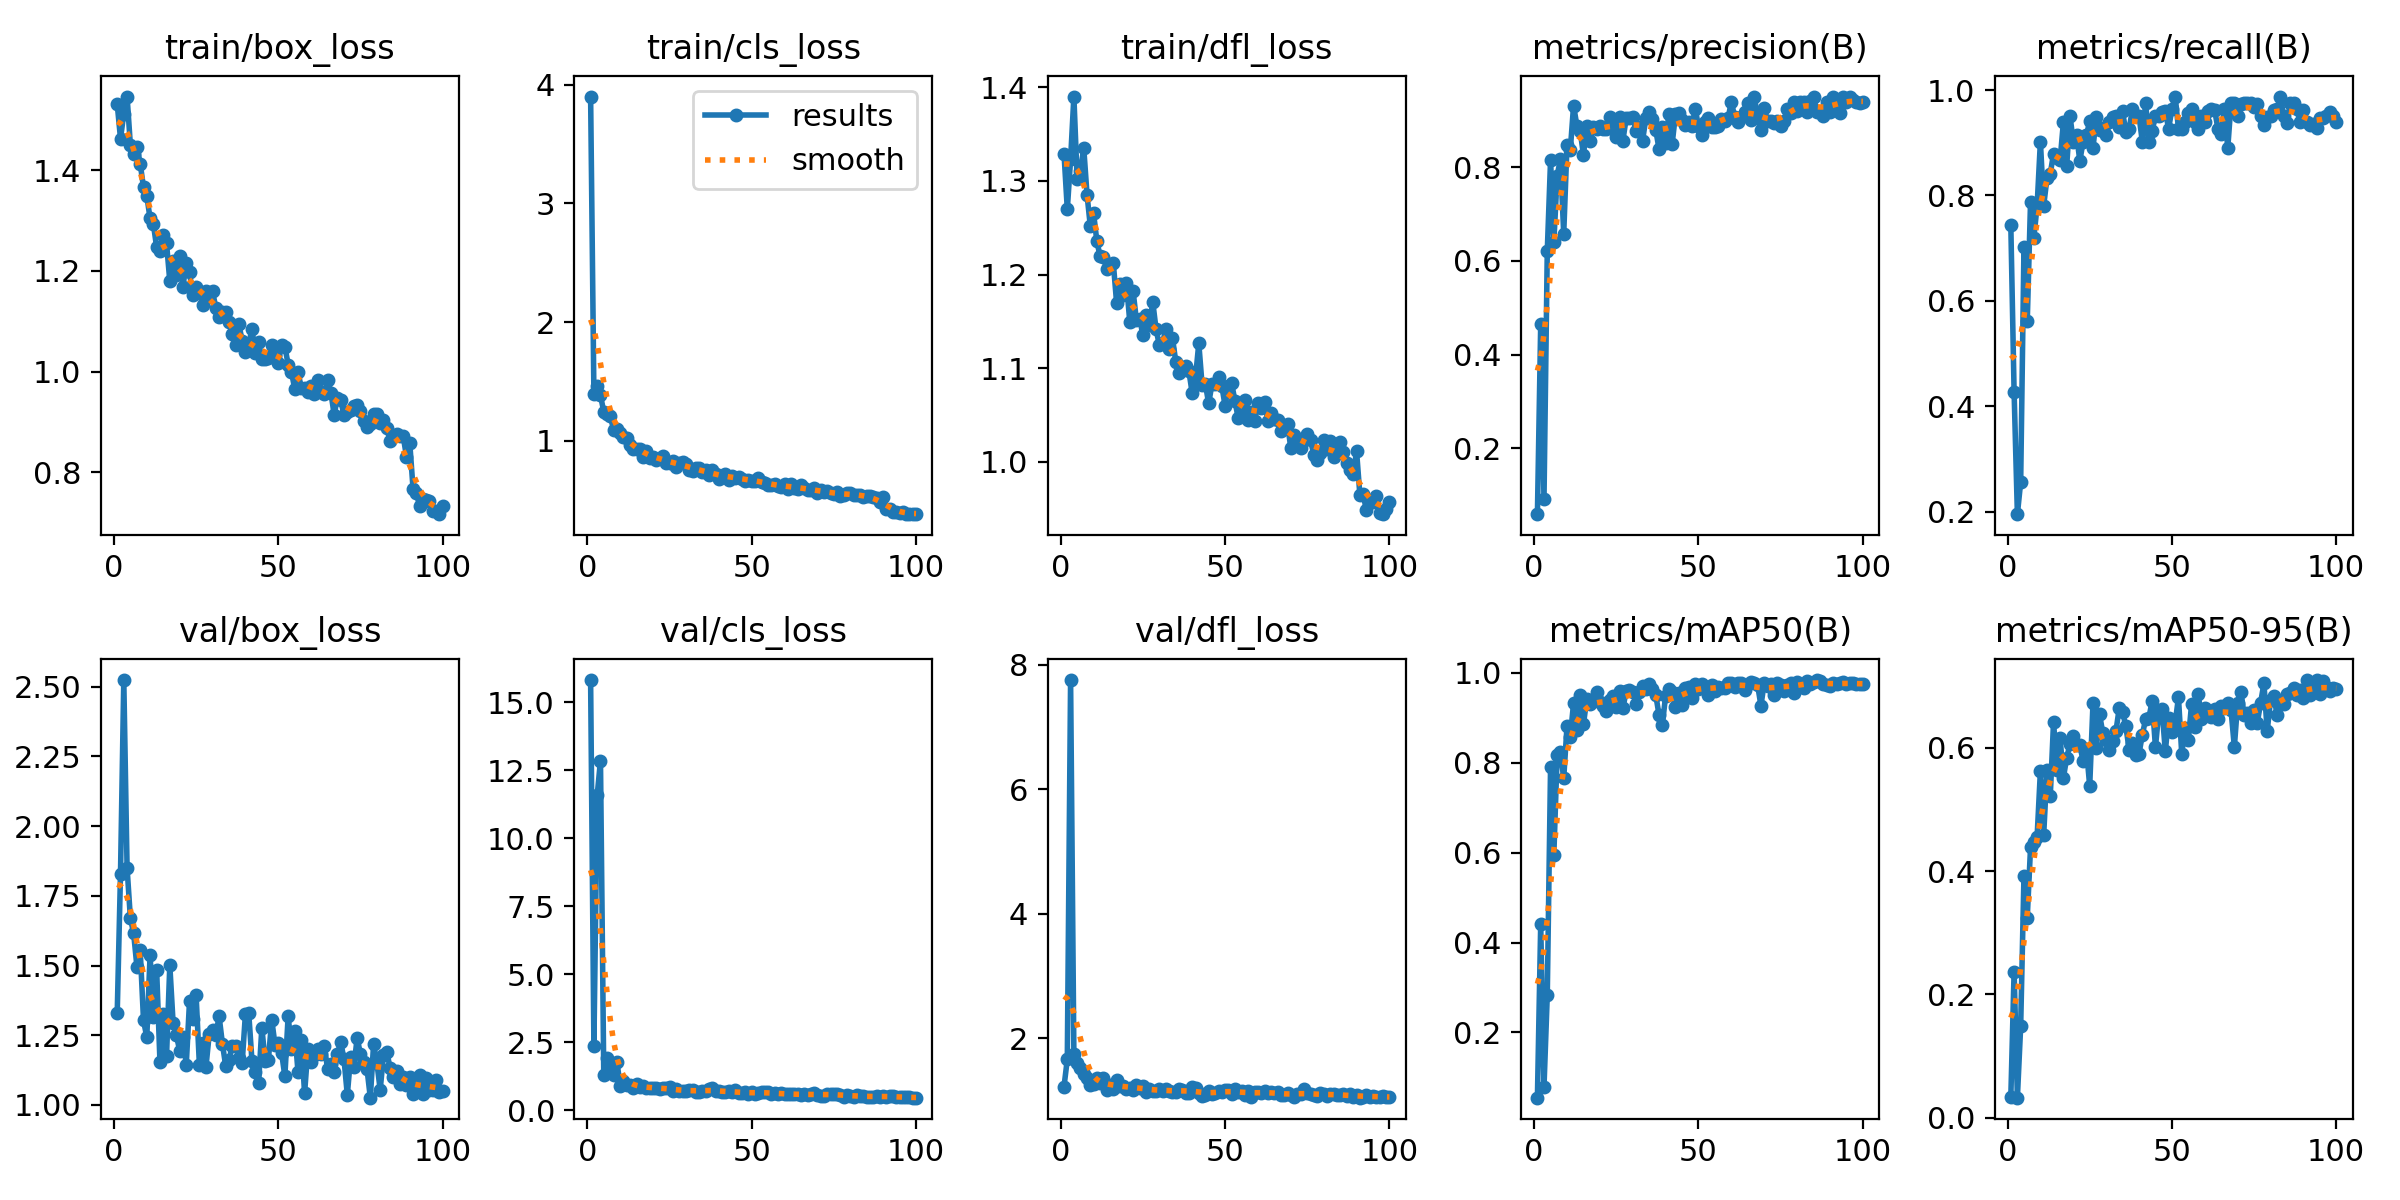 train/box_loss
1.4
1.2
1.0
0.8
0 50 100
train/cls_loss
4
3
2
1
results
smooth
0 50 100
train/dfl_loss
1.4
1.3
1.2
1.1
1.0
0 50 100
metrics/precision(B)
0.8
0.6
0.4
0.2
0 50 100
metrics/recall(B)
1.0
0.8
0.6
0.4
0.2
0 50 100
val/box_loss
2.50
2.25
2.00
1.75
1.50
1.25
1.00
0 50 100
val/cls_loss
15.0
12.5
10.0
7.5
5.0
2.5
0.0
0 50 100
val/dfl_loss
8
6
4
2
0 50 100
metrics/mAP50(B)
1.0
0.8
0.6
0.4
0.2
0 50 100
metrics/mAP50-95(B)
0.6
0.4
0.2
0.0
0 50 100